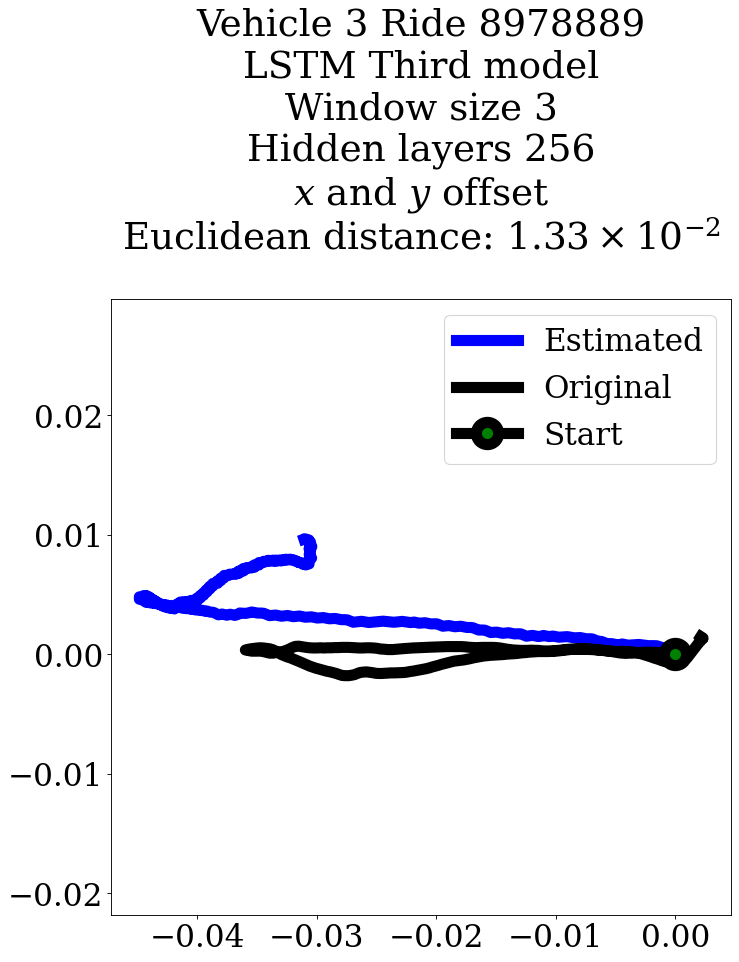 Vehicle 3 Ride 8978889
LSTM Third model
Window size 3
Hidden layers 256
x and y offset
Euclidean distance: 1.33 × 10⁻²
Estimated
Original
Start
0.02
0.01
0.00
−0.01
−0.02
−0.04 −0.03 −0.02 −0.01 0.00